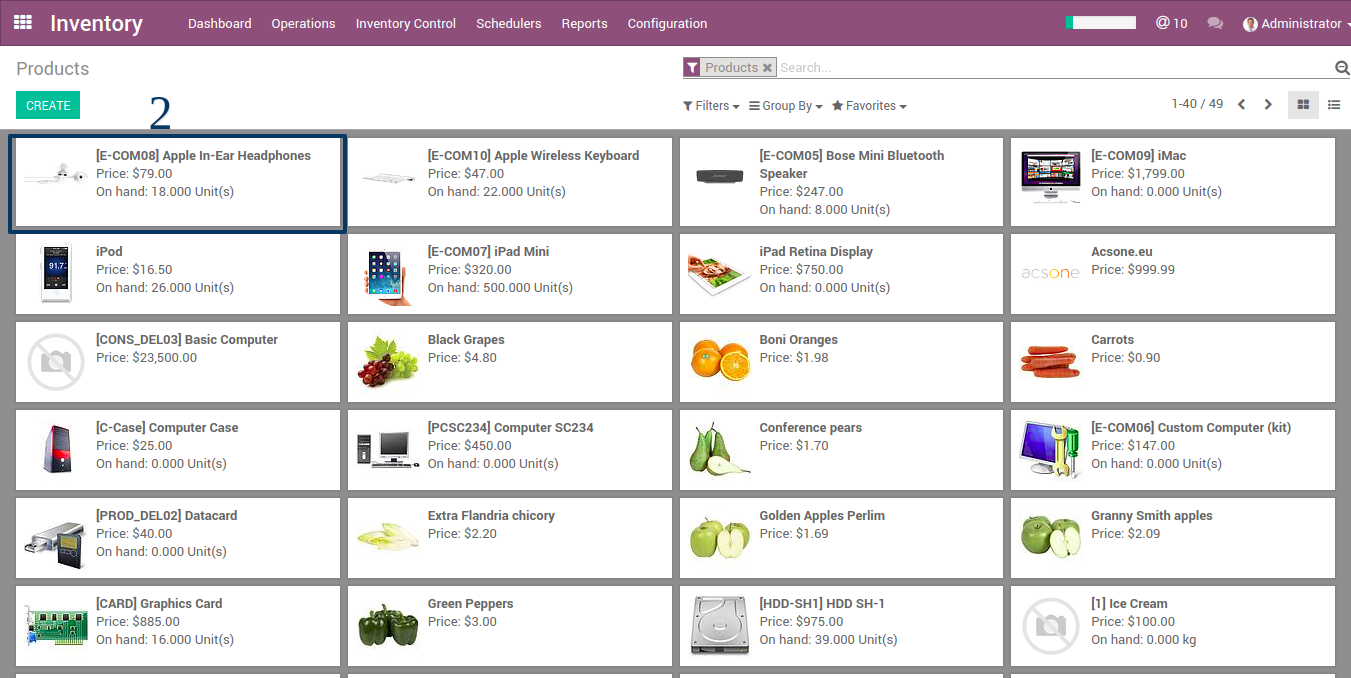 Inventory
Dashboard Operations Inventory Control Schedulers Reports Configuration
@ 10
Administrator
Products
Products ✖ Search...
CREATE
2
Filters Group By Favorites
1-40 / 49
[E-COM08] Apple In-Ear Headphones
Price: $79.00
On hand: 18.000 Unit(s)
[E-COM10] Apple Wireless Keyboard
Price: $47.00
On hand: 22.000 Unit(s)
[E-COM05] Bose Mini Bluetooth
Speaker
Price: $247.00
On hand: 8.000 Unit(s)
[E-COM09] iMac
Price: $1,799.00
On hand: 0.000 Unit(s)
iPod
Price: $16.50
On hand: 26.000 Unit(s)
91.7
[E-COM07] iPad Mini
Price: $320.00
On hand: 500.000 Unit(s)
iPad Retina Display
Price: $750.00
On hand: 0.000 Unit(s)
acsone
Acsone.eu
Price: $999.99
[CONS_DEL03] Basic Computer
Price: $23,500.00
Black Grapes
Price: $4.80
Boni Oranges
Price: $1.98
Carrots
Price: $0.90
[C-Case] Computer Case
Price: $25.00
On hand: 0.000 Unit(s)
[PCSC234] Computer SC234
Price: $450.00
On hand: 0.000 Unit(s)
Conference pears
Price: $1.70
[E-COM06] Custom Computer (kit)
Price: $147.00
On hand: 0.000 Unit(s)
[PROD_DEL02] Datacard
Price: $40.00
On hand: 0.000 Unit(s)
Extra Flandria chicory
Price: $2.20
Golden Apples Perlim
Price: $1.69
Granny Smith apples
Price: $2.09
[CARD] Graphics Card
Price: $885.00
On hand: 16.000 Unit(s)
Green Peppers
Price: $3.00
[HDD-SH1] HDD SH-1
Price: $975.00
On hand: 39.000 Unit(s)
[1] Ice Cream
Price: $100.00
On hand: 0.000 kg